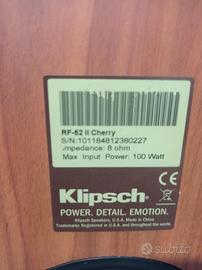 RF-52 II Cherry
S/N:101184812380227
Impedance: 8 ohm
Max Input Power: 100 Watt
Klipsch®
POWER. DETAIL. EMOTION.
Klipsch Speakers, U.S.A. Made in China
Trademarks Registered in U.S.A. and throughout the world.
subito